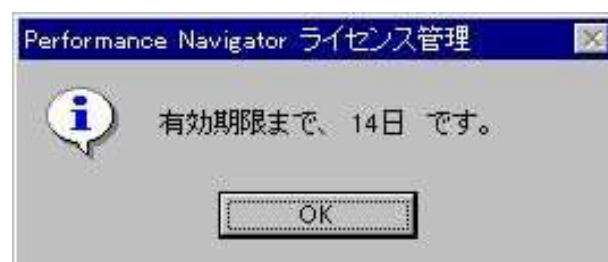 Performance Navigator ライセンス管理
有効期限まで、 14日 です。
OK